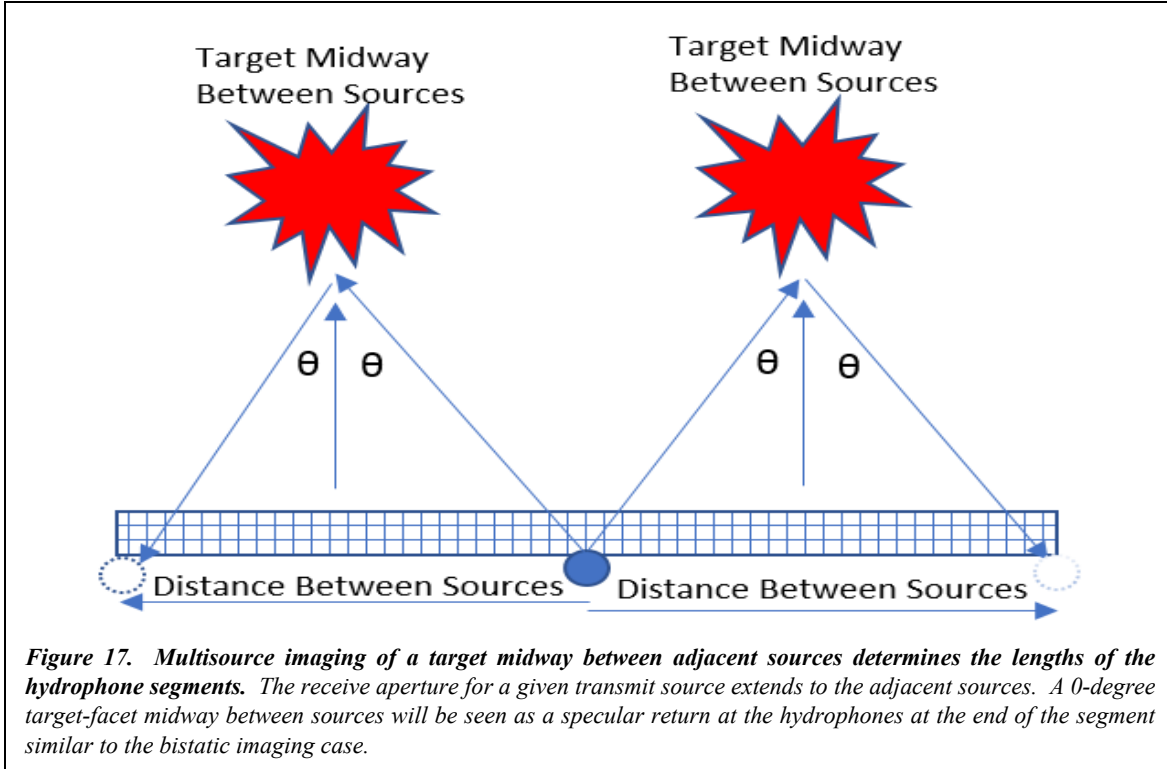 Target Midway
Between Sources
Target Midway
Between Sources
θ θ
θ θ
Distance Between Sources
Distance Between Sources
Figure 17. Multisource imaging of a target midway between adjacent sources determines the lengths of the
hydrophone segments. The receive aperture for a given transmit source extends to the adjacent sources. A 0-degree
target-facet midway between sources will be seen as a specular return at the hydrophones at the end of the segment
similar to the bistatic imaging case.